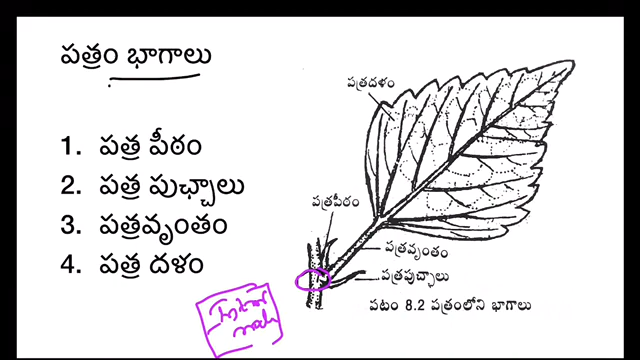 పత్రం భాగాలు
1. పత్ర పీఠం
2. పత్ర పుచ్ఛాలు
3. పత్రవృంతం
4. పత్ర దళం
పత్రదళం
పత్రపీఠం
పత్రవృంతం
పత్రపుచ్ఛాలు
పటం 8.2 పత్రంలోని భాగాలు